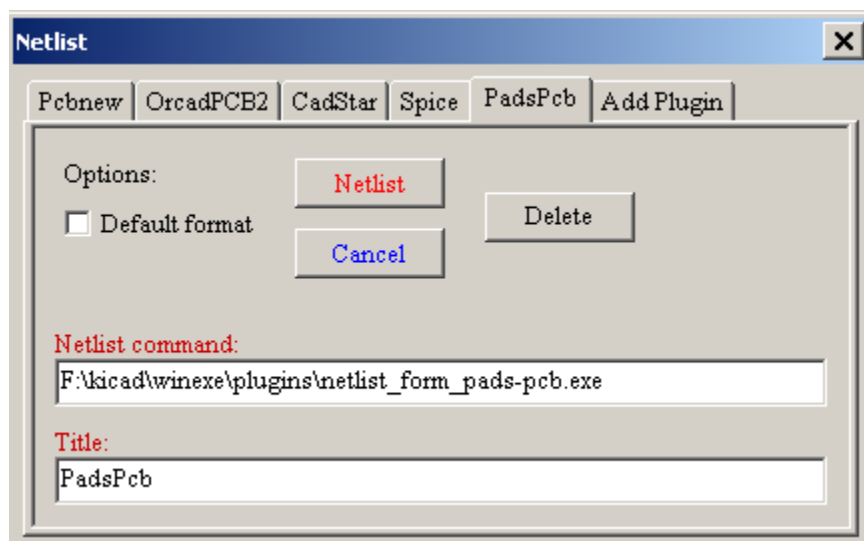 Netlist
Pcbnew OrcadPCB2 CadStar Spice PadsPcb Add Plugin
Options:
Netlist
Default format
Delete
Cancel
Netlist command:
F:\kicad\winexe\plugins\netlist_form_pads-pcb.exe
Title:
PadsPcb